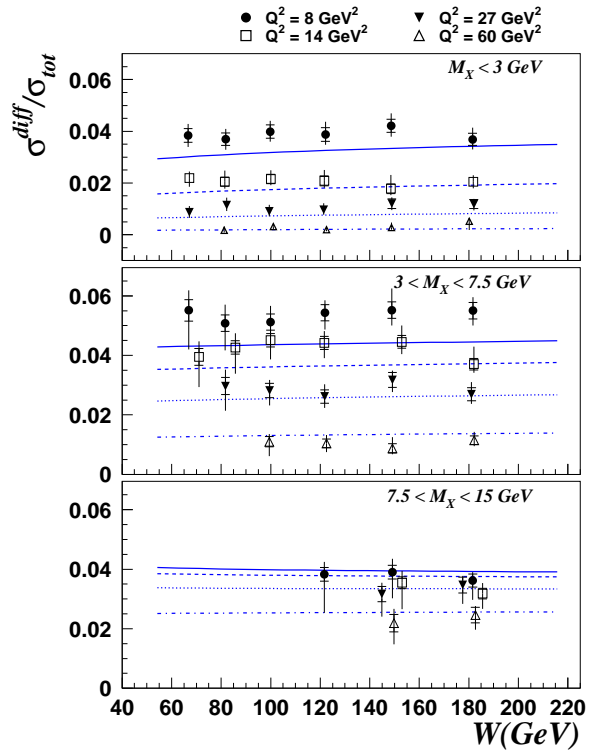 ● Q² = 8 GeV² ▼ Q² = 27 GeV²
□ Q² = 14 GeV² △ Q² = 60 GeV²
σ^diff/σ_tot
M_X < 3 GeV
0.06
0.04
0.02
0
3 < M_X < 7.5 GeV
0.06
0.04
0.02
0
7.5 < M_X < 15 GeV
0.06
0.04
0.02
0
40 60 80 100 120 140 160 180 200 220
W(GeV)